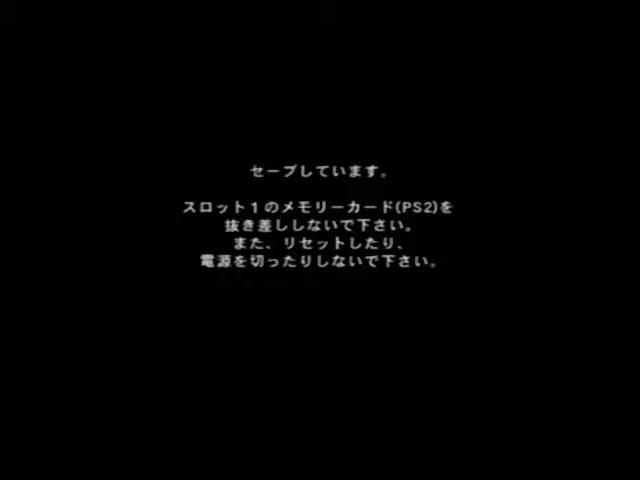 セーブしています。
スロット１のメモリーカード(PS2)を
抜き差ししないで下さい。
また、リセットしたり、
電源を切ったりしないで下さい。